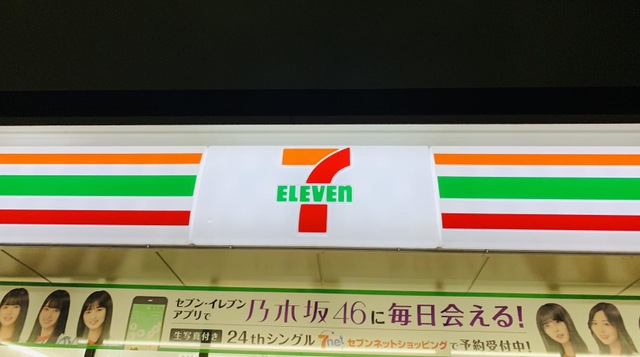 7
ELEVEn
セブン‐イレブン
アプリで
乃木坂46に毎日会える!
生写真付き 24thシングル 7net セブンネットショッピングで予約受付中!